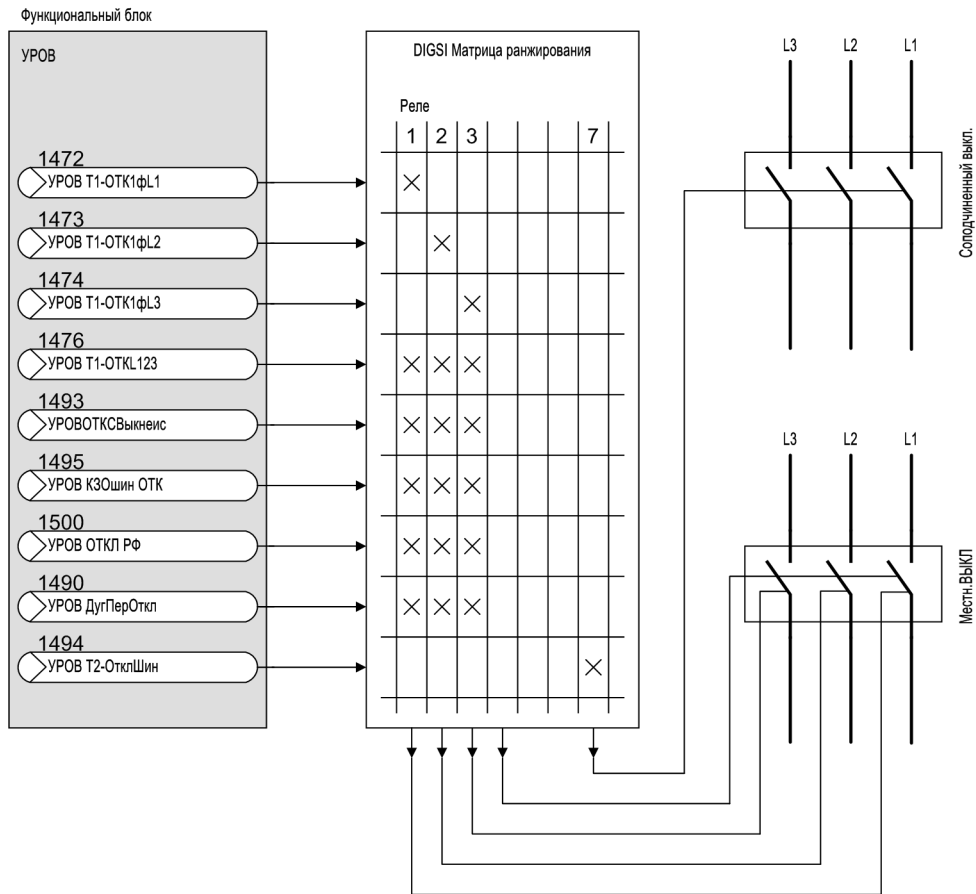 Функциональный блок
УРОВ
1472
УРОВ Т1-ОТК1фL1
1473
УРОВ Т1-ОТК1фL2
1474
УРОВ Т1-ОТК1фL3
1476
УРОВ Т1-ОТКL123
1493
УРОВОТКСВыкнеис
1495
УРОВ КЗОшин ОТК
1500
УРОВ ОТКЛ РФ
1490
УРОВ ДугПерОткл
1494
УРОВ Т2-ОтклШин
DIGSI Матрица ранжирования
Реле
1 2 3 7
L3 L2 L1
Соподчиненный выкл.
L3 L2 L1
Местн.ВЫКЛ